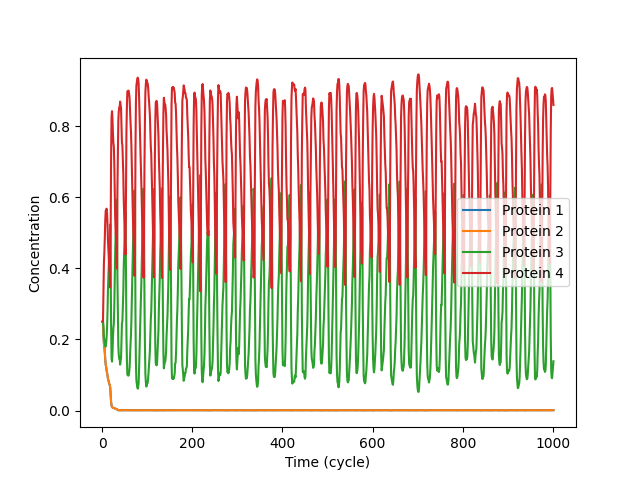 Concentration
0.8
0.6
0.4
0.2
0.0
Protein 1
Protein 2
Protein 3
Protein 4
0
200
400
600
800
1000
Time (cycle)